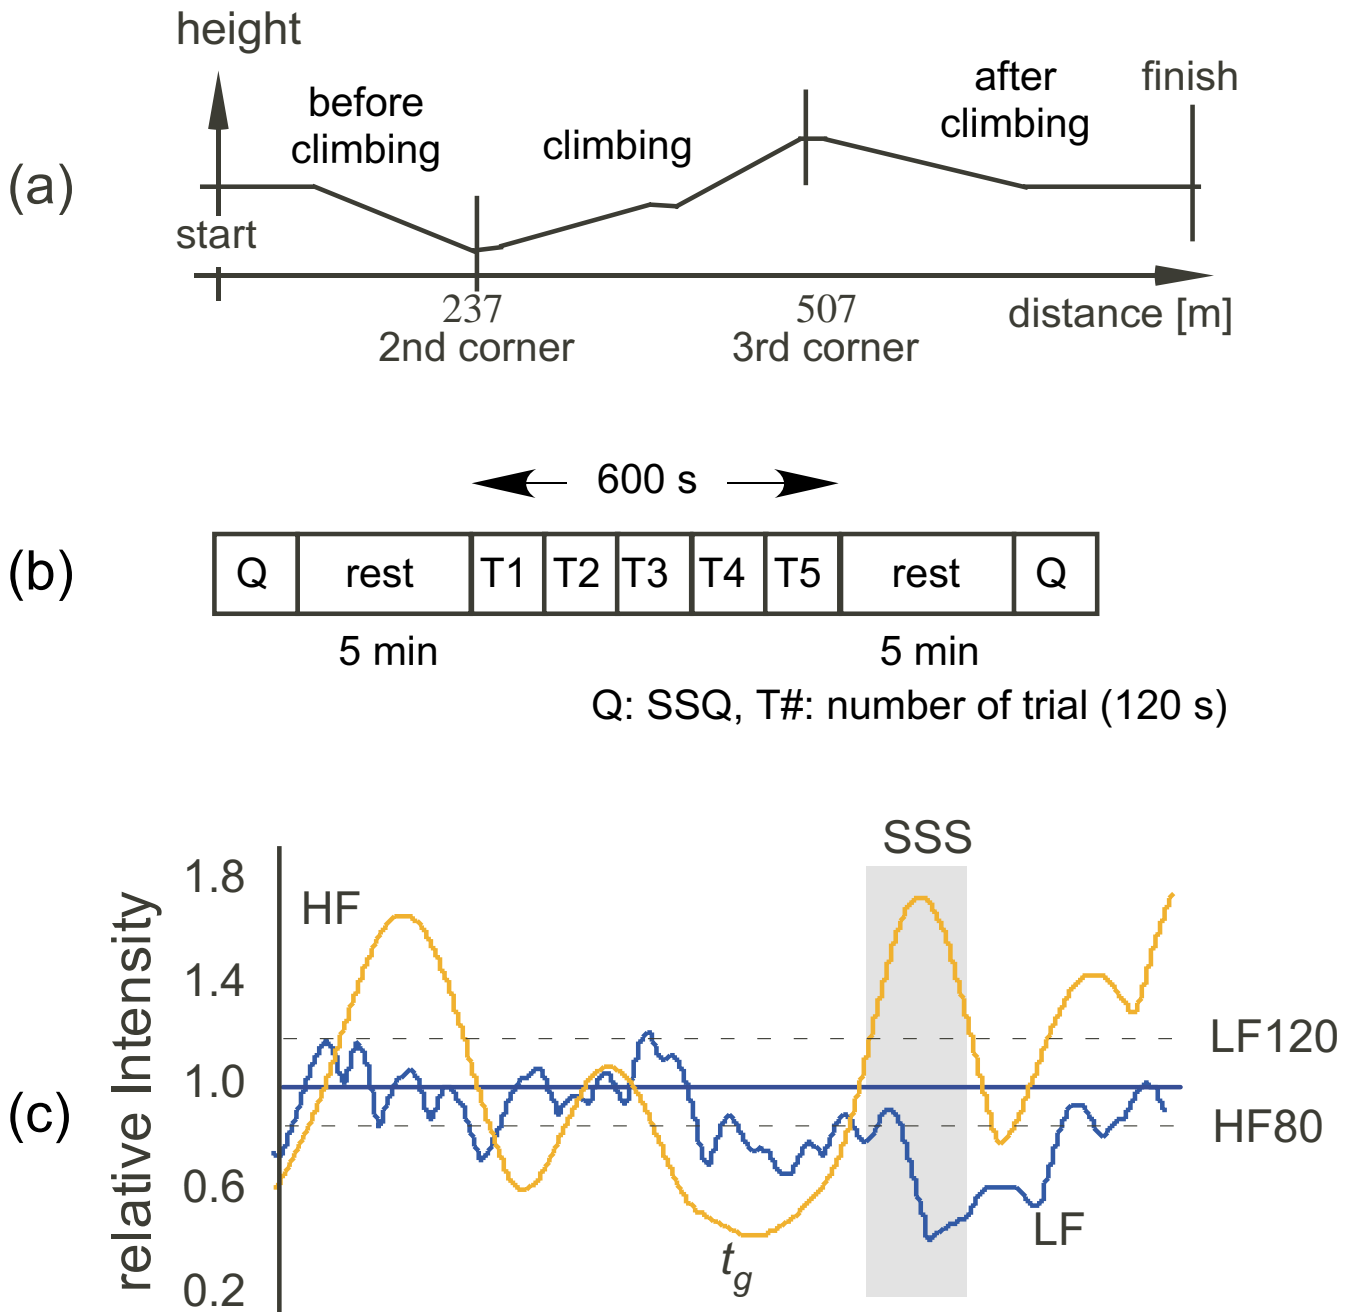 height
before
climbing
climbing
after
climbing
finish
(a)
start
237
507
distance [m]
2nd corner
3rd corner
600 s
(b)
Q rest T1 T2 T3 T4 T5 rest Q
5 min
5 min
Q: SSQ, T#: number of trial (120 s)
(c)
relative Intensity
SSS
1.8
HF
1.4
LF120
1.0
HF80
0.6
LF
tg
0.2